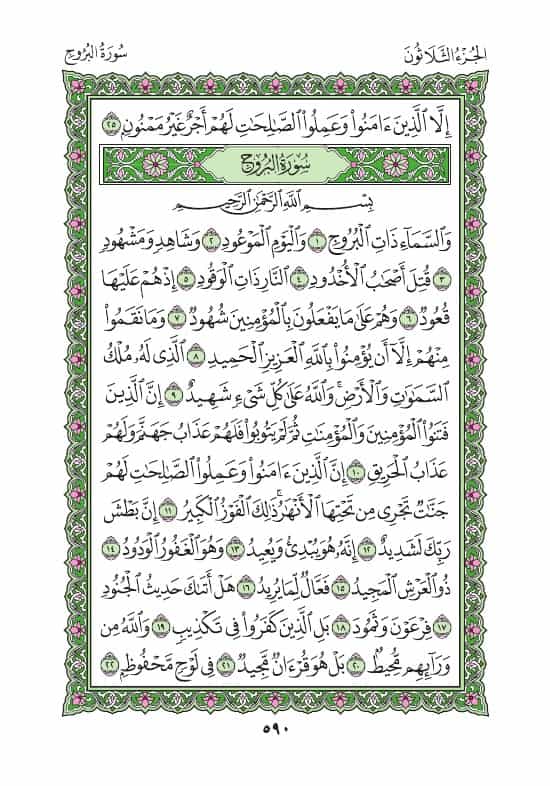 الجُزْءُ الثَّلَاثُونَ
سُورَةُ البُرُوجِ
إِلَّا ٱلَّذِينَ ءَامَنُوا۟ وَعَمِلُوا۟ ٱلصَّٰلِحَٰتِ لَهُمْ أَجْرٌ غَيْرُ مَمْنُونٍۭ ٢٥
سُورَةُ البُرُوجِ
بِسْمِ ٱللَّهِ ٱلرَّحْمَٰنِ ٱلرَّحِيمِ
وَٱلسَّمَآءِ ذَاتِ ٱلْبُرُوجِ ١ وَٱلْيَوْمِ ٱلْمَوْعُودِ ٢ وَشَاهِدٍ وَمَشْهُودٍ
٣ قُتِلَ أَصْحَٰبُ ٱلْأُخْدُودِ ٤ ٱلنَّارِ ذَاتِ ٱلْوَقُودِ ٥ إِذْ هُمْ عَلَيْهَا
قُعُودٌ ٦ وَهُمْ عَلَىٰ مَا يَفْعَلُونَ بِٱلْمُؤْمِنِينَ شُهُودٌ ٧ وَمَا نَقَمُوا۟
مِنْهُمْ إِلَّآ أَن يُؤْمِنُوا۟ بِٱللَّهِ ٱلْعَزِيزِ ٱلْحَمِيدِ ٨ ٱلَّذِى لَهُۥ مُلْكُ
ٱلسَّمَٰوَٰتِ وَٱلْأَرْضِ ۚ وَٱللَّهُ عَلَىٰ كُلِّ شَىْءٍ شَهِيدٌ ٩ إِنَّ ٱلَّذِينَ
فَتَنُوا۟ ٱلْمُؤْمِنِينَ وَٱلْمُؤْمِنَٰتِ ثُمَّ لَمْ يَتُوبُوا۟ فَلَهُمْ عَذَابُ جَهَنَّمَ وَلَهُمْ
عَذَابُ ٱلْحَرِيقِ ١٠ إِنَّ ٱلَّذِينَ ءَامَنُوا۟ وَعَمِلُوا۟ ٱلصَّٰلِحَٰتِ لَهُمْ
جَنَّٰتٌ تَجْرِى مِن تَحْتِهَا ٱلْأَنْهَٰرُ ۚ ذَٰلِكَ ٱلْفَوْزُ ٱلْكَبِيرُ ١١ إِنَّ بَطْشَ
رَبِّكَ لَشَدِيدٌ ١٢ إِنَّهُۥ هُوَ يُبْدِئُ وَيُعِيدُ ١٣ وَهُوَ ٱلْغَفُورُ ٱلْوَدُودُ ١٤
ذُو ٱلْعَرْشِ ٱلْمَجِيدُ ١٥ فَعَّالٌ لِّمَا يُرِيدُ ١٦ هَلْ أَتَىٰكَ حَدِيثُ ٱلْجُنُودِ
١٧ فِرْعَوْنَ وَثَمُودَ ١٨ بَلِ ٱلَّذِينَ كَفَرُوا۟ فِى تَكْذِيبٍ ١٩ وَٱللَّهُ مِن
وَرَآئِهِم مُّحِيطٌۢ ٢٠ بَلْ هُوَ قُرْءَانٌ مَّجِيدٌ ٢١ فِى لَوْحٍ مَّحْفُوظٍۭ ٢٢
٥٩٠